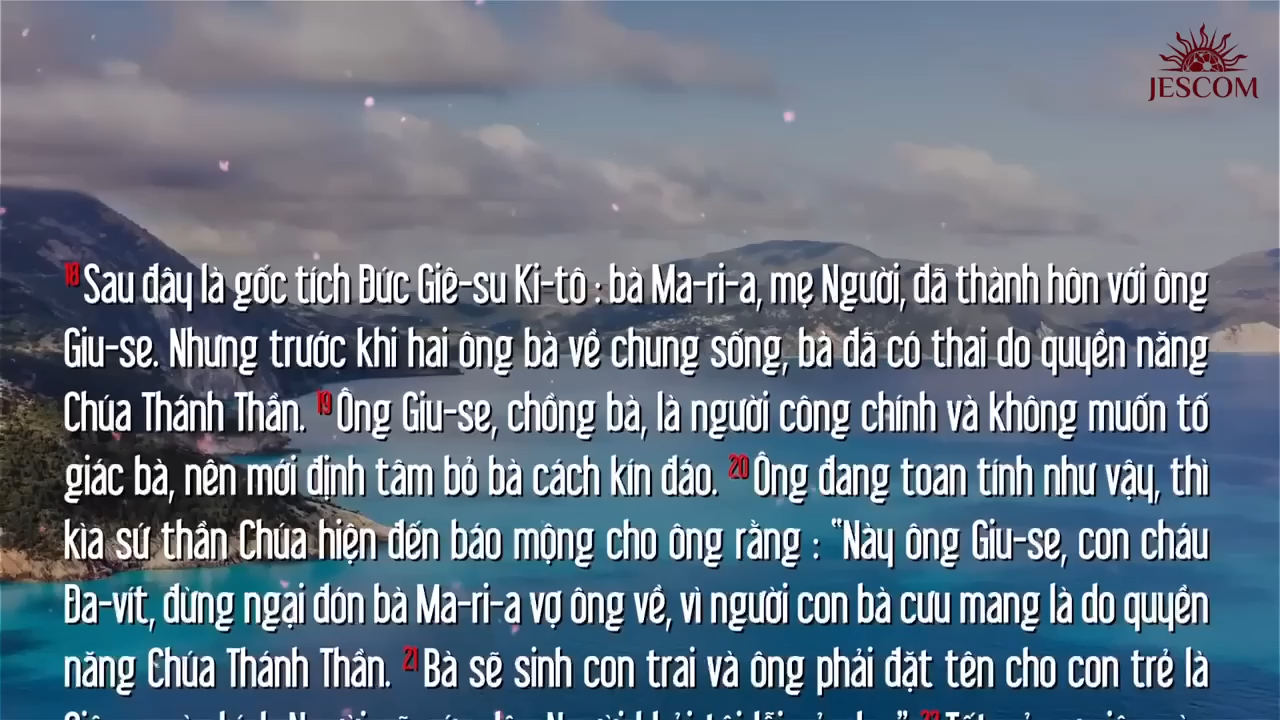 JESCOM
18 Sau đây là gốc tích Đức Giê-su Ki-tô : bà Ma-ri-a, mẹ Người, đã thành hôn với ông
Giu-se. Nhưng trước khi hai ông bà về chung sống, bà đã có thai do quyền năng
Chúa Thánh Thần. 19 Ông Giu-se, chồng bà, là người công chính và không muốn tố
giác bà, nên mới định tâm bỏ bà cách kín đáo. 20 Ông đang toan tính như vậy, thì
kìa sứ thần Chúa hiện đến báo mộng cho ông rằng : “Này ông Giu-se, con cháu
Đa-vít, đừng ngại đón bà Ma-ri-a vợ ông về, vì người con bà cưu mang là do quyền
năng Chúa Thánh Thần. 21 Bà sẽ sinh con trai và ông phải đặt tên cho con trẻ là